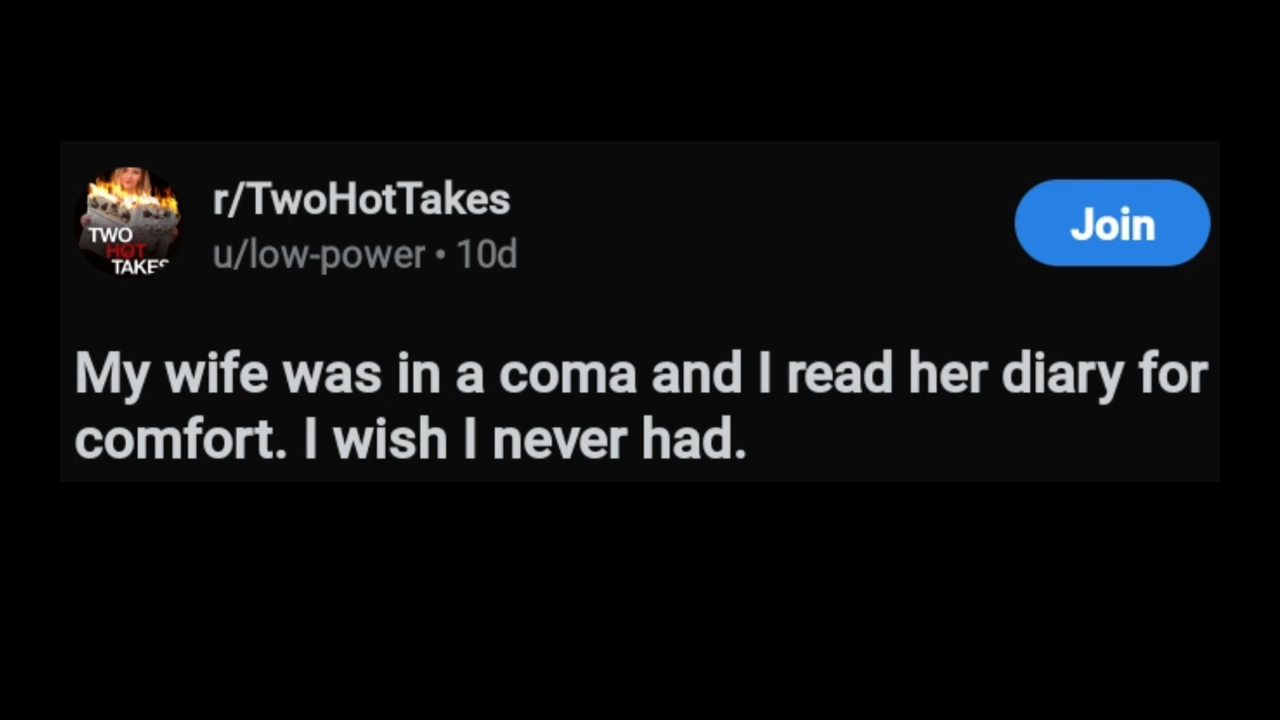 r/TwoHotTakes
Join
u/low-power • 10d
TWO
HOT
TAKES
My wife was in a coma and I read her diary for
comfort. I wish I never had.